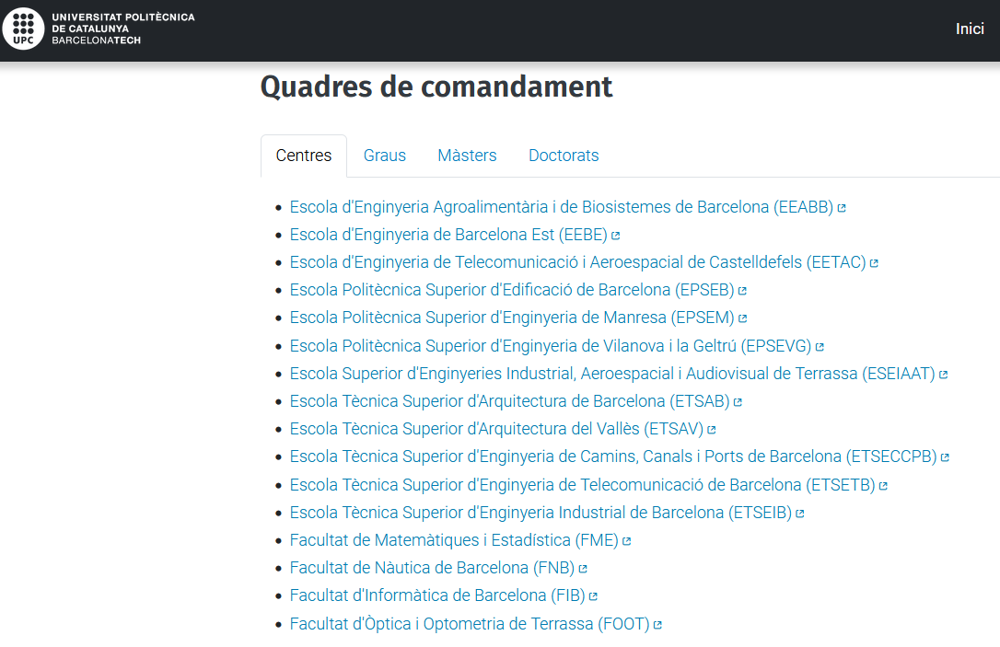 UNIVERSITAT POLITÈCNICA
DE CATALUNYA
BARCELONATECH
UPC
Inici
Quadres de comandament
Centres Graus Màsters Doctorats
Escola d'Enginyeria Agroalimentària i de Biosistemes de Barcelona (EEABB)
Escola d'Enginyeria de Barcelona Est (EEBE)
Escola d'Enginyeria de Telecomunicació i Aeroespacial de Castelldefels (EETAC)
Escola Politècnica Superior d'Edificació de Barcelona (EPSEB)
Escola Politècnica Superior d'Enginyeria de Manresa (EPSEM)
Escola Politècnica Superior d'Enginyeria de Vilanova i la Geltrú (EPSEVG)
Escola Superior d'Enginyeries Industrial, Aeroespacial i Audiovisual de Terrassa (ESEIAAT)
Escola Tècnica Superior d'Arquitectura de Barcelona (ETSAB)
Escola Tècnica Superior d'Arquitectura del Vallès (ETSAV)
Escola Tècnica Superior d'Enginyeria de Camins, Canals i Ports de Barcelona (ETSECCPB)
Escola Tècnica Superior d'Enginyeria de Telecomunicació de Barcelona (ETSETB)
Escola Tècnica Superior d'Enginyeria Industrial de Barcelona (ETSEIB)
Facultat de Matemàtiques i Estadística (FME)
Facultat de Nàutica de Barcelona (FNB)
Facultat d'Informàtica de Barcelona (FIB)
Facultat d'Òptica i Optometria de Terrassa (FOOT)